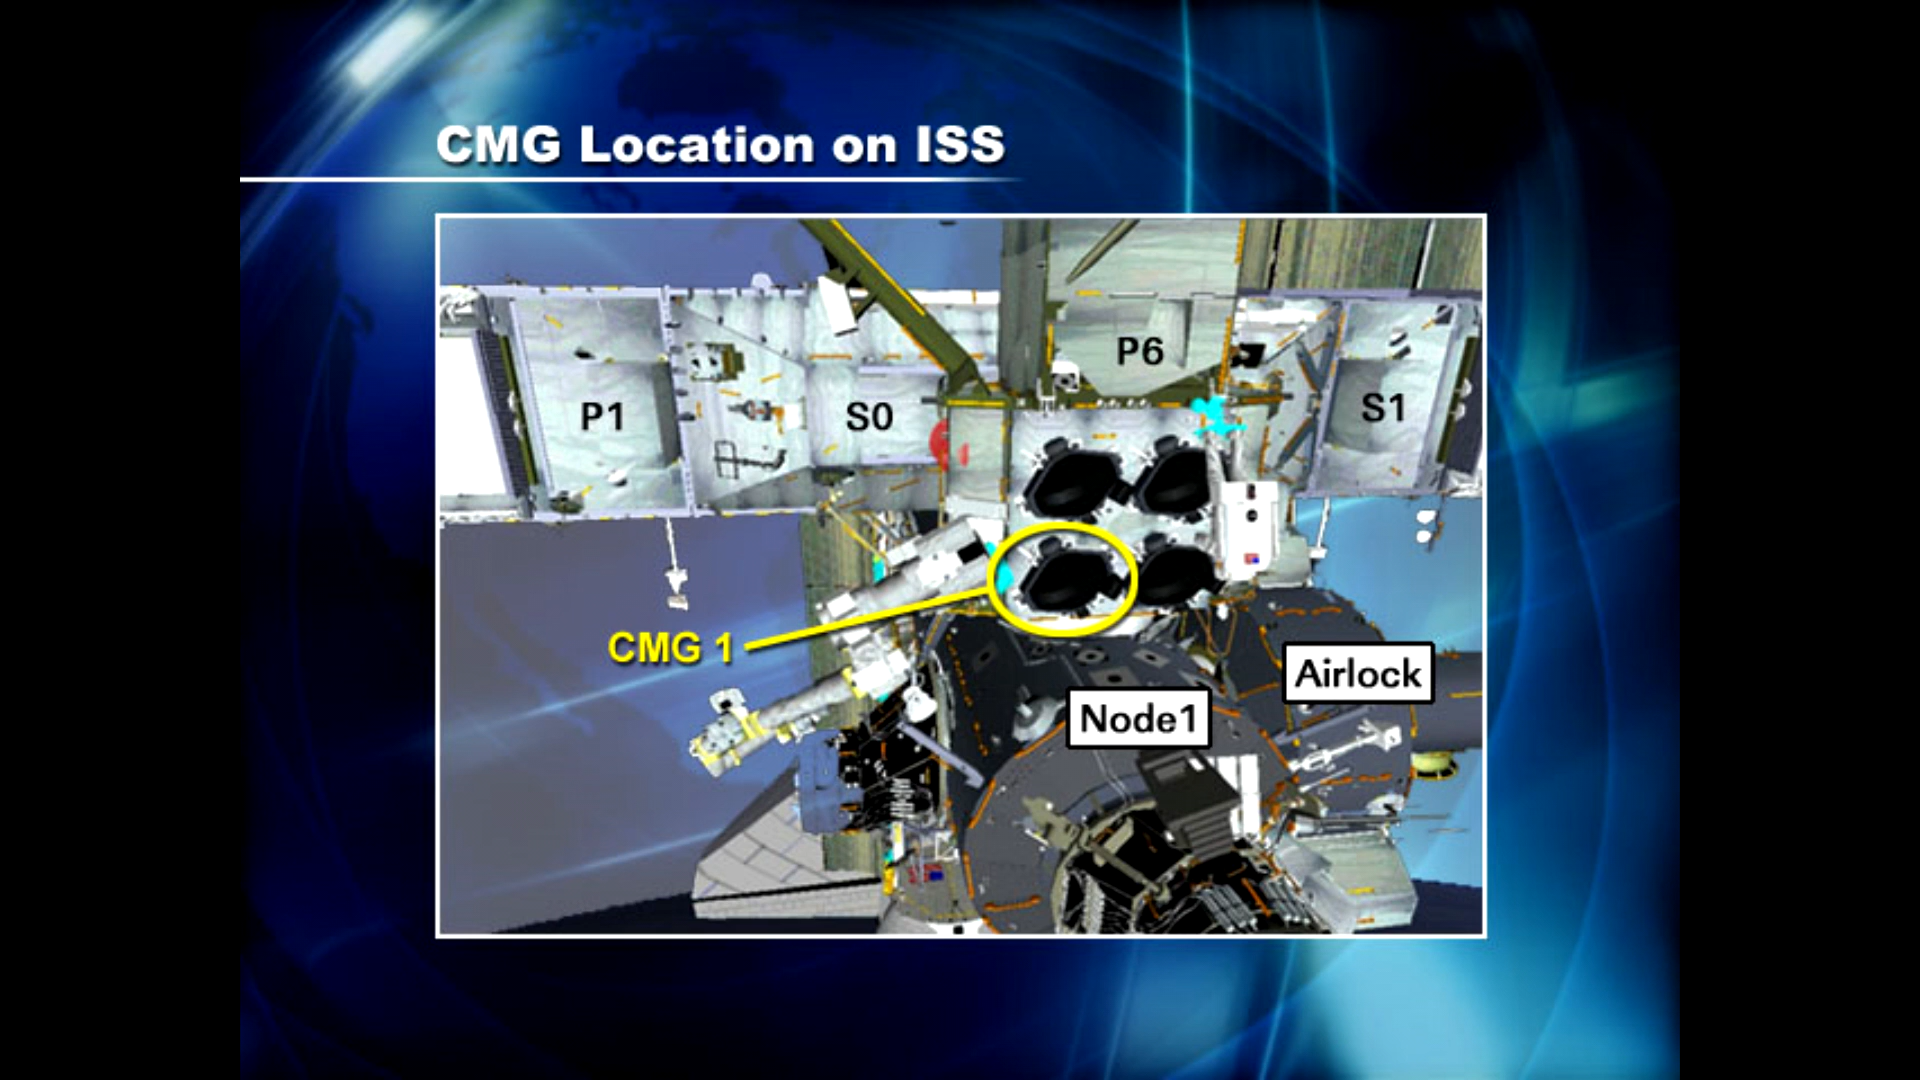 CMG Location on ISS
P6
P1
S0
S1
CMG 1
Airlock
Node1